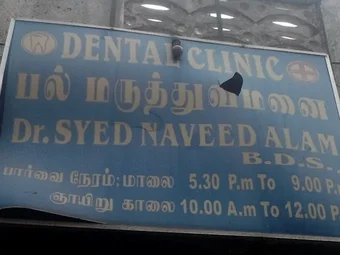 DENTAL CLINIC
பல் மருத்துவமனை
Dr. SYED NAVEED ALAM
B.D.S.,
பார்வை நேரம்: மாலை 5.30 P.m To 9.00 P.m
ஞாயிறு காலை 10.00 A.m to 12.00 P.m